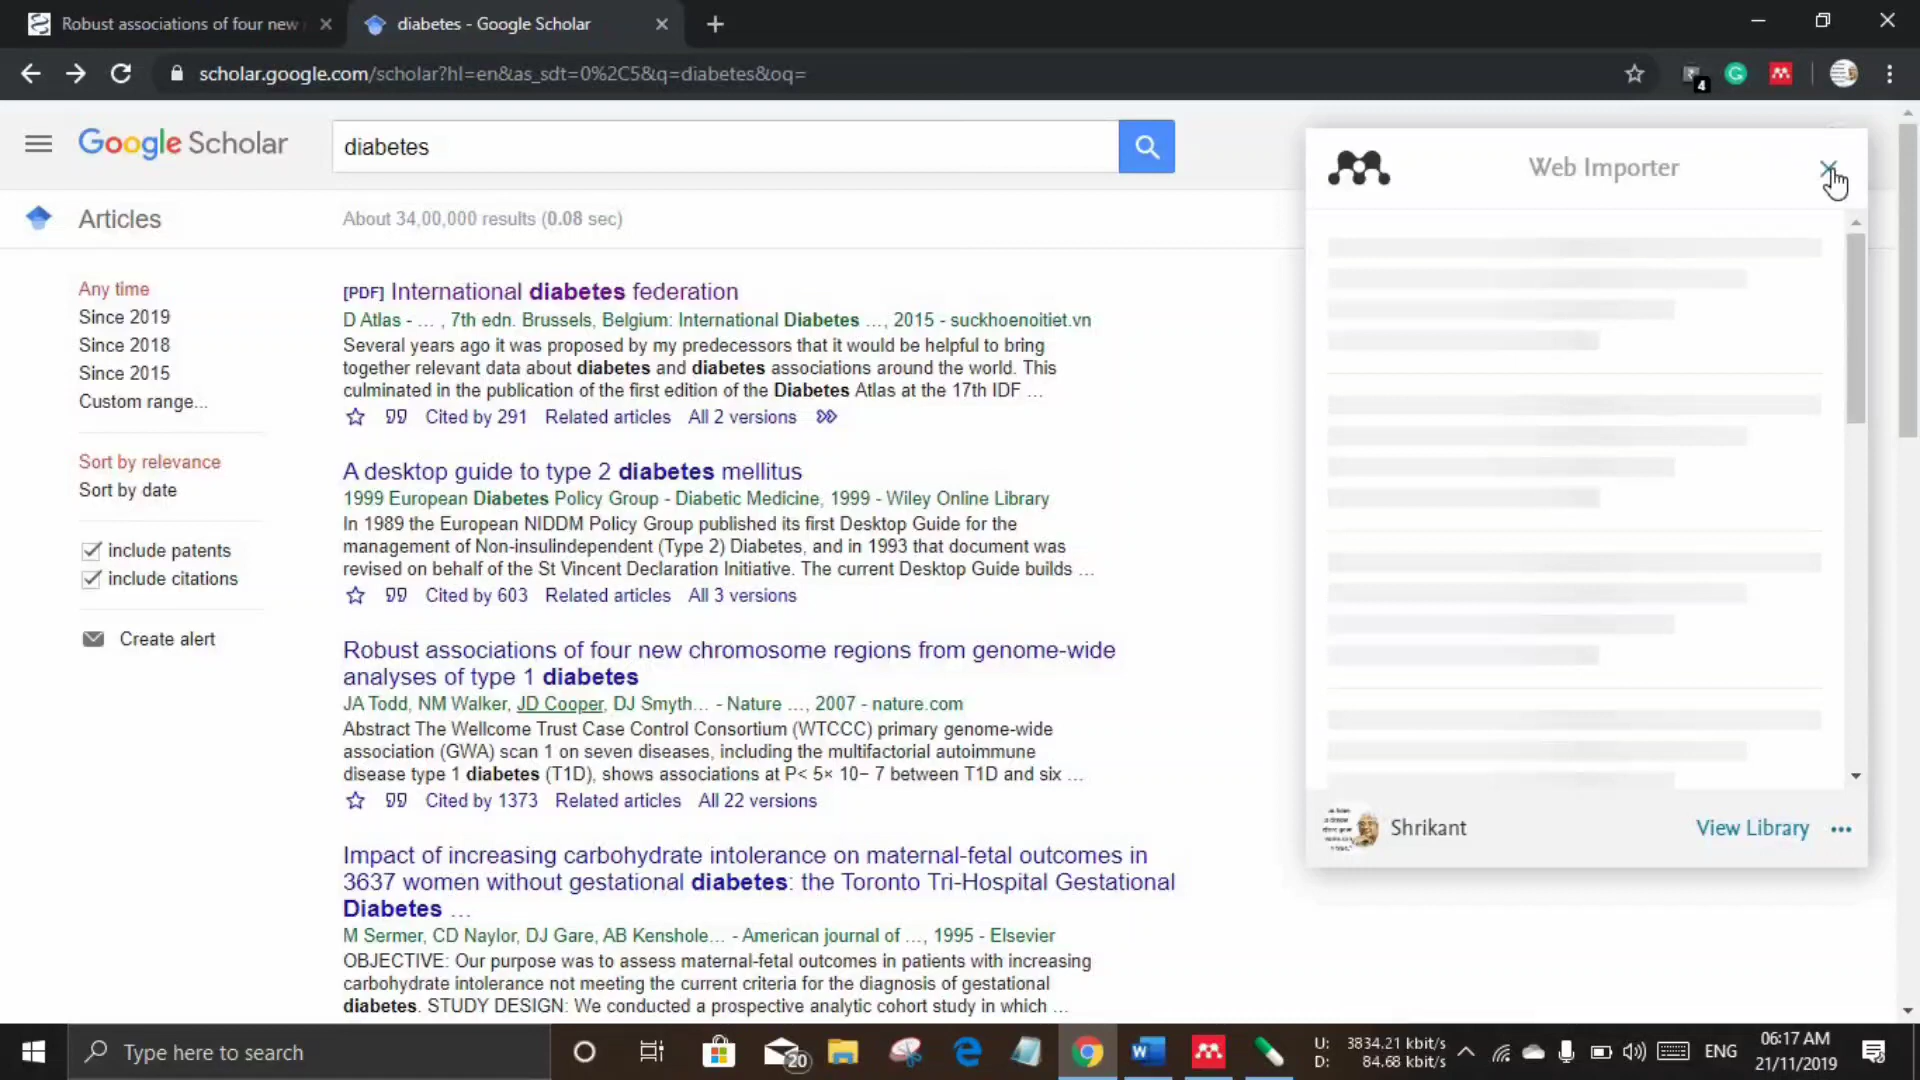 Robust associations of four new
diabetes - Google Scholar
scholar.google.com/scholar?hl=en&as_sdt=0%2C5&q=diabetes&oq=
4
Google Scholar
diabetes
Articles
About 34,00,000 results (0.08 sec)
Any time
Since 2019
Since 2018
Since 2015
Custom range...
Sort by relevance
Sort by date
include patents
include citations
Create alert
[PDF] International diabetes federation
D Atlas - … , 7th edn. Brussels, Belgium: International Diabetes …, 2015 - suckhoenoitiet.vn
Several years ago it was proposed by my predecessors that it would be helpful to bring
together relevant data about diabetes and diabetes associations around the world. This
culminated in the publication of the first edition of the Diabetes Atlas at the 17th IDF …
Cited by 291 Related articles All 2 versions
A desktop guide to type 2 diabetes mellitus
1999 European Diabetes Policy Group - Diabetic Medicine, 1999 - Wiley Online Library
In 1989 the European NIDDM Policy Group published its first Desktop Guide for the
management of Non-insulindependent (Type 2) Diabetes, and in 1993 that document was
revised on behalf of the St Vincent Declaration Initiative. The current Desktop Guide builds …
Cited by 603 Related articles All 3 versions
Robust associations of four new chromosome regions from genome-wide
analyses of type 1 diabetes
JA Todd, NM Walker, JD Cooper, DJ Smyth… - Nature …, 2007 - nature.com
Abstract The Wellcome Trust Case Control Consortium (WTCCC) primary genome-wide
association (GWA) scan 1 on seven diseases, including the multifactorial autoimmune
disease type 1 diabetes (T1D), shows associations at P< 5× 10− 7 between T1D and six …
Cited by 1373 Related articles All 22 versions
Impact of increasing carbohydrate intolerance on maternal-fetal outcomes in
3637 women without gestational diabetes: the Toronto Tri-Hospital Gestational
Diabetes …
M Sermer, CD Naylor, DJ Gare, AB Kenshole… - American journal of …, 1995 - Elsevier
OBJECTIVE: Our purpose was to assess maternal-fetal outcomes in patients with increasing
carbohydrate intolerance not meeting the current criteria for the diagnosis of gestational
diabetes. STUDY DESIGN: We conducted a prospective analytic cohort study in which …
Web Importer
Shrikant
View Library
Type here to search
20
U: 3834.21 kbit/s
D: 84.68 kbit/s
ENG
06:17 AM
21/11/2019